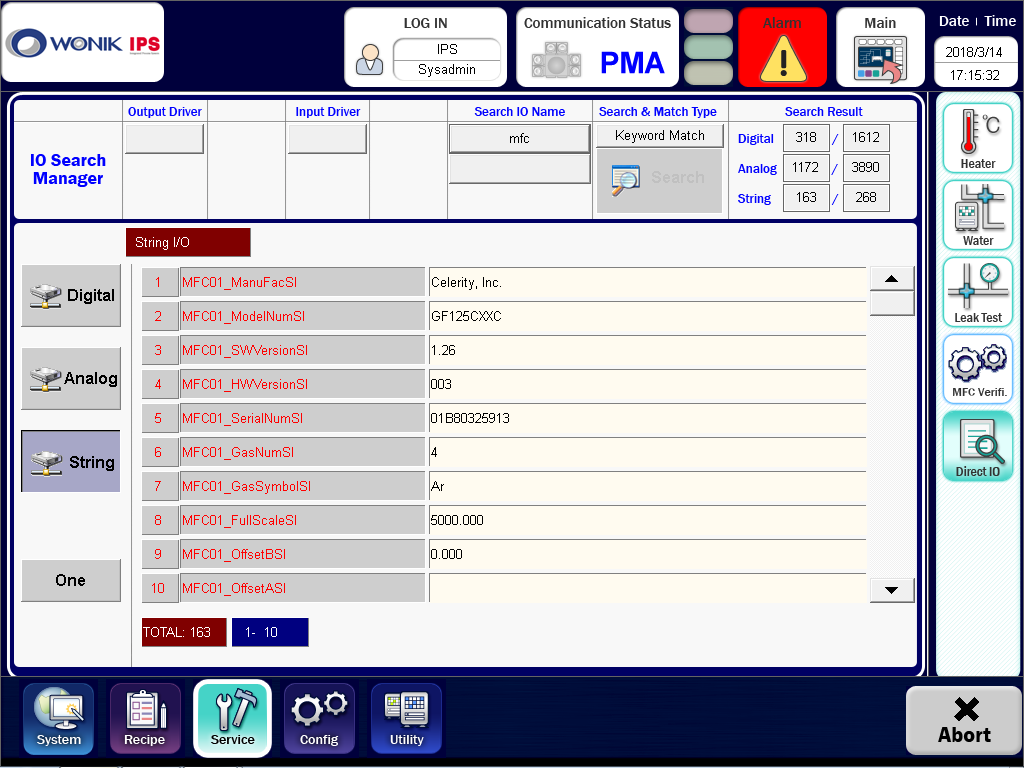 WONIK IPS
LOG IN
IPS
Sysadmin
Communication Status
PMA
Alarm
Main
Date | Time
2018/3/14
17:15:32
Output Driver
Input Driver
Search IO Name
Search & Match Type
Search Result
IO Search
Manager
mfc
Keyword Match
Search
Digital 318 / 1612
Analog 1172 / 3890
String 163 / 268
°C
Heater
Water
Leak Test
MFC Verifi.
Direct IO
String I/O
Digital
Analog
String
One
1 MFC01_ManuFacSI Celerity, Inc.
2 MFC01_ModelNumSI GF125CXXC
3 MFC01_SWVersionSI 1.26
4 MFC01_HWVersionSI 003
5 MFC01_SerialNumSI 01B80325913
6 MFC01_GasNumSI 4
7 MFC01_GasSymbolSI Ar
8 MFC01_FullScaleSI 5000.000
9 MFC01_OffsetBSI 0.000
10 MFC01_OffsetASI
TOTAL: 163 1- 10
System
Recipe
Service
Config
Utility
Abort